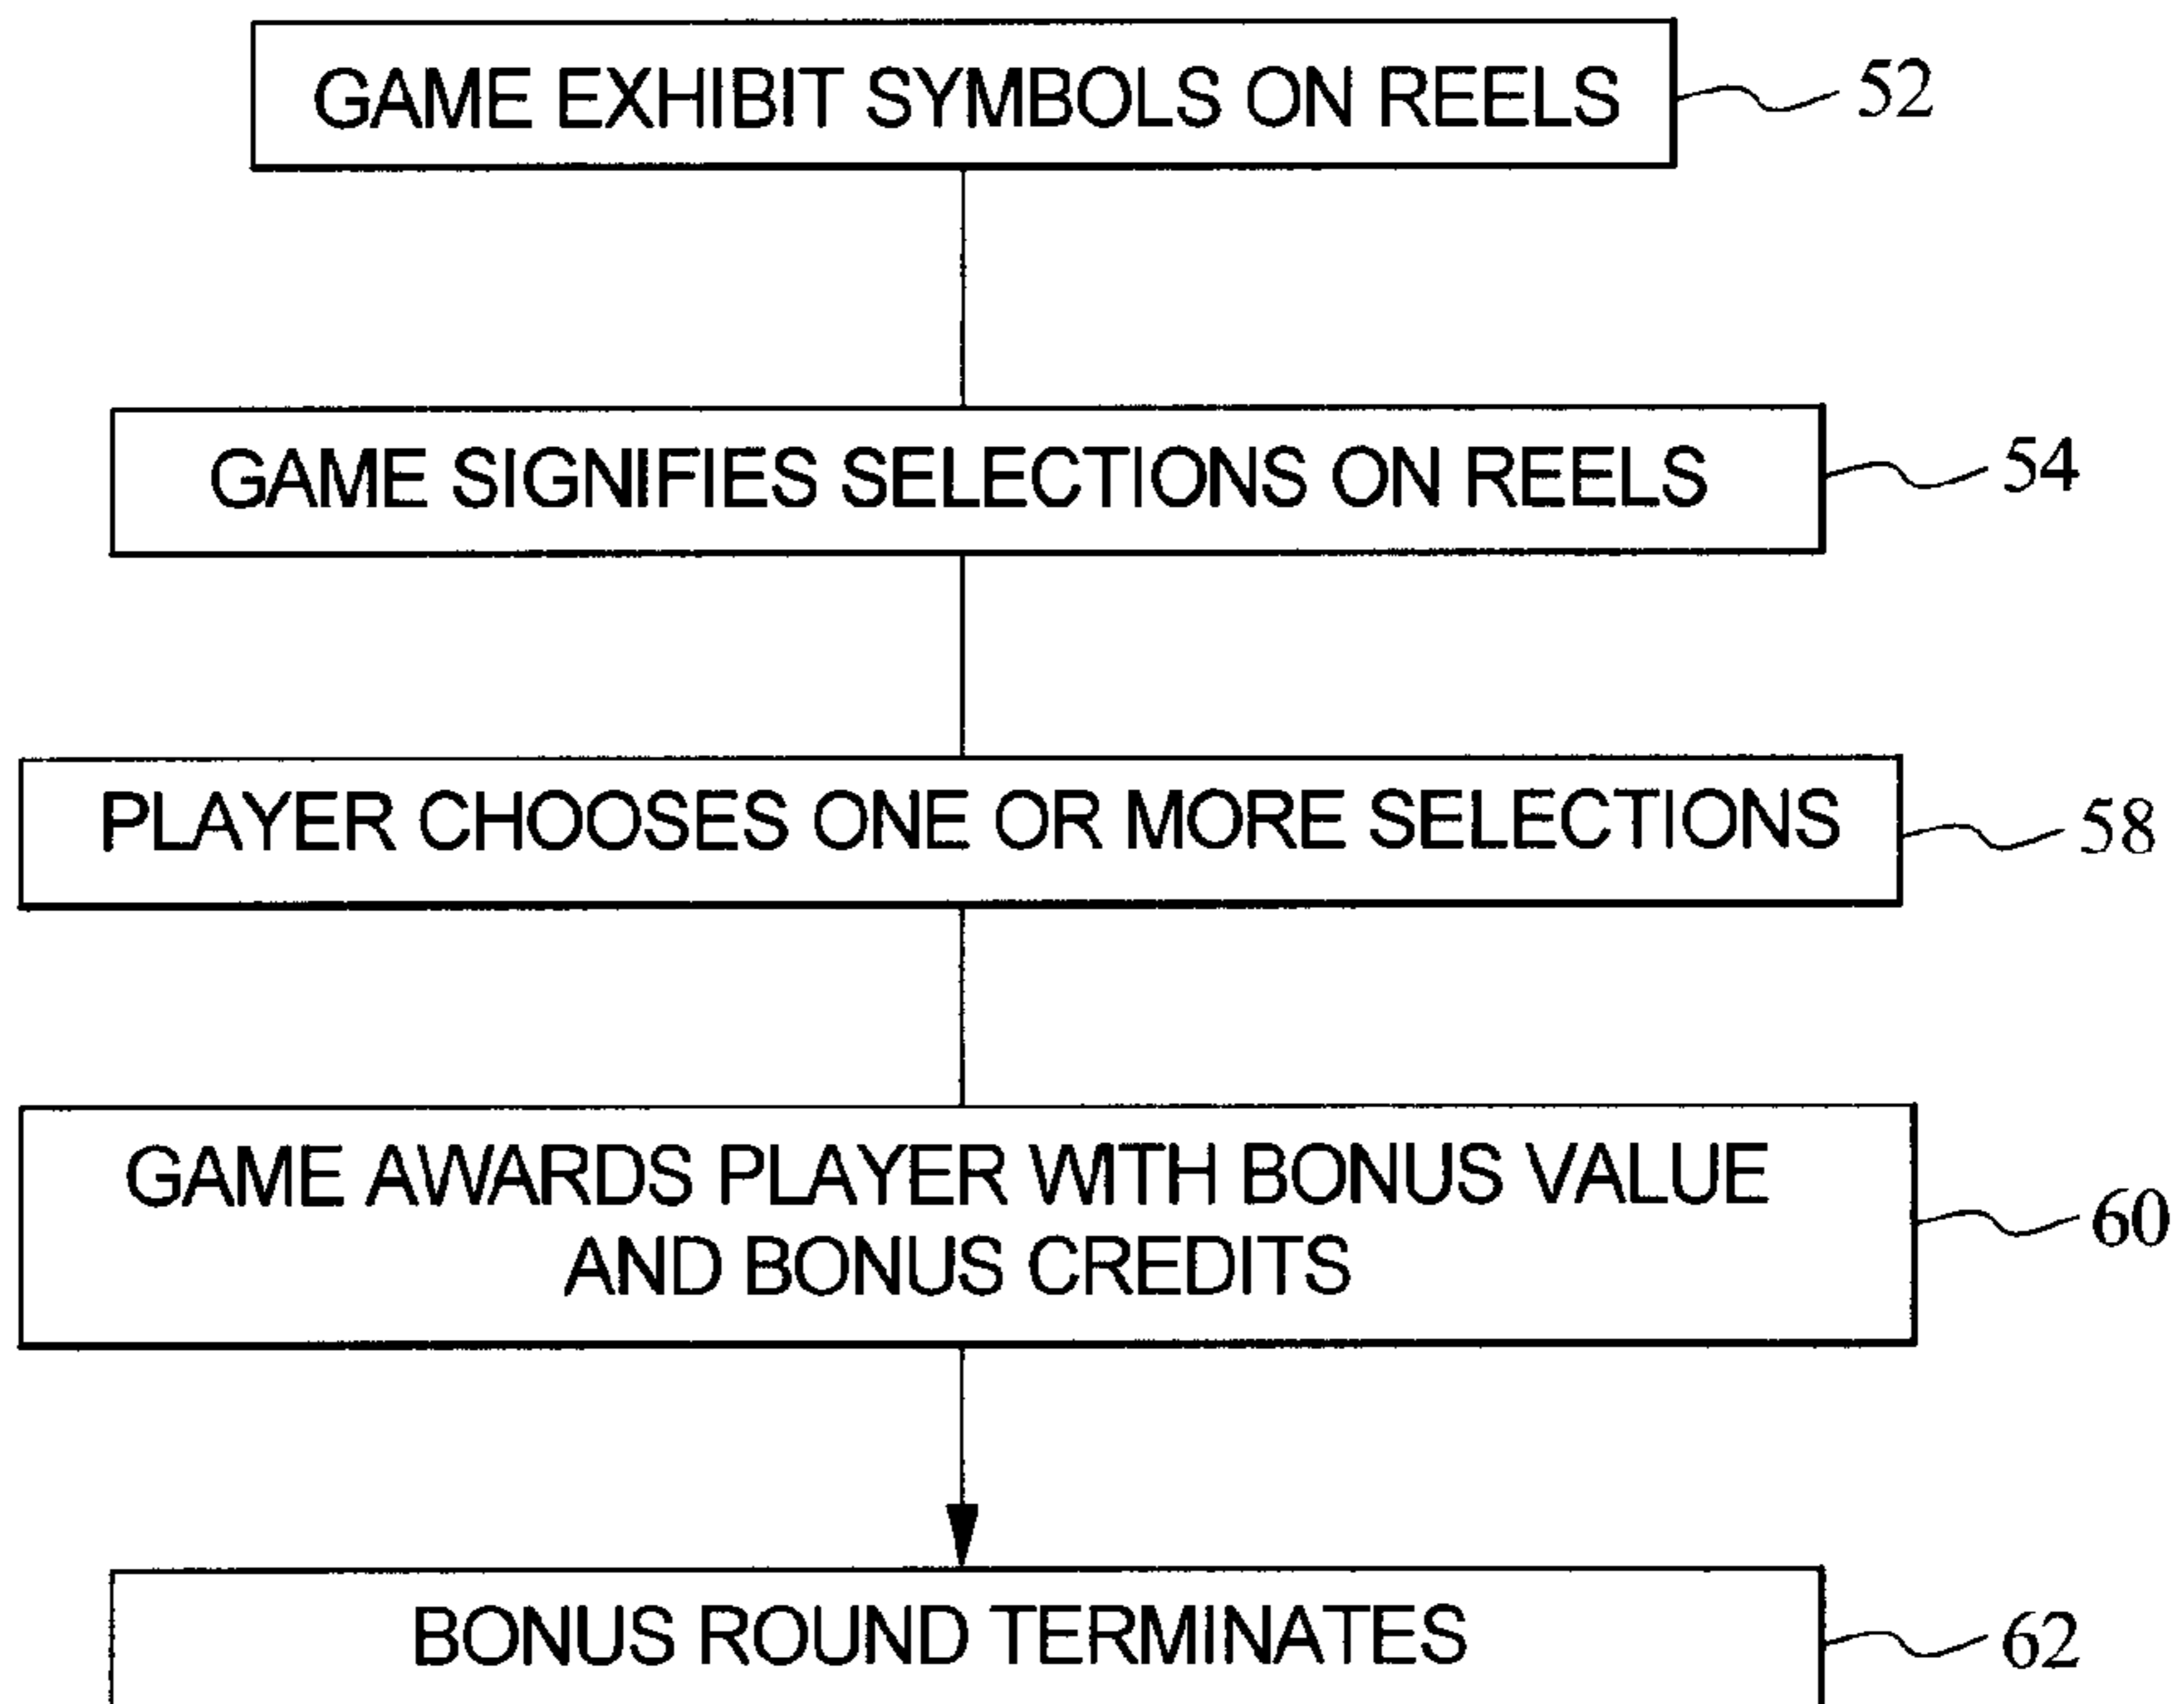 GAME EXHIBIT SYMBOLS ON REELS
52
GAME SIGNIFIES SELECTIONS ON REELS
54
PLAYER CHOOSES ONE OR MORE SELECTIONS
58
GAME AWARDS PLAYER WITH BONUS VALUE
AND BONUS CREDITS
60
BONUS ROUND TERMINATES
62